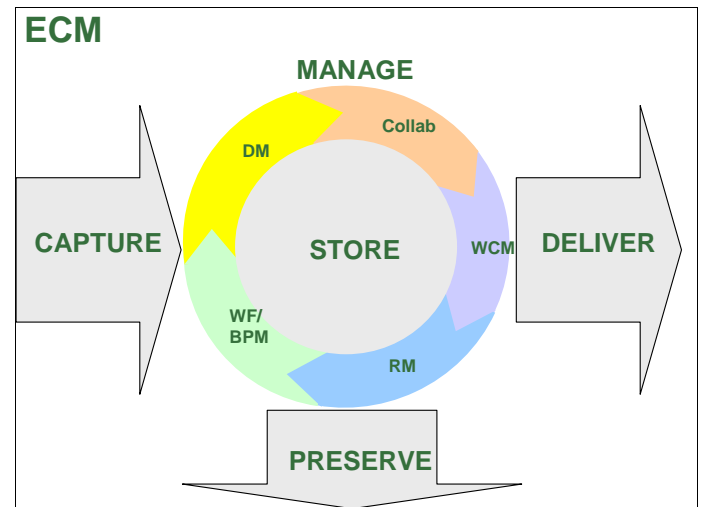 ECM
MANAGE
Collab
DM
CAPTURE
STORE
WCM
DELIVER
WF/
BPM
RM
PRESERVE